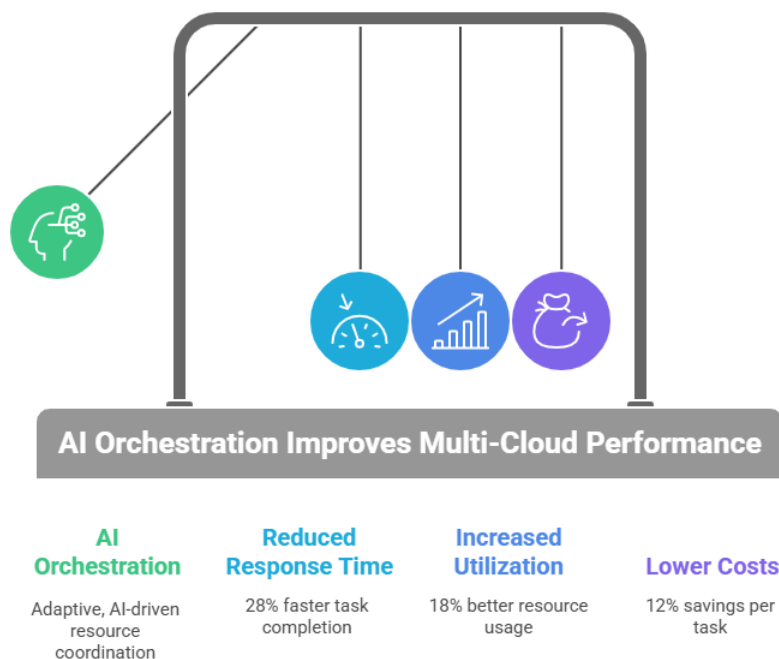 AI Orchestration Improves Multi-Cloud Performance
AI
Orchestration
Adaptive, AI-driven
resource
coordination
Reduced
Response Time
28% faster task
completion
Increased
Utilization
18% better resource
usage
Lower Costs
12% savings per
task